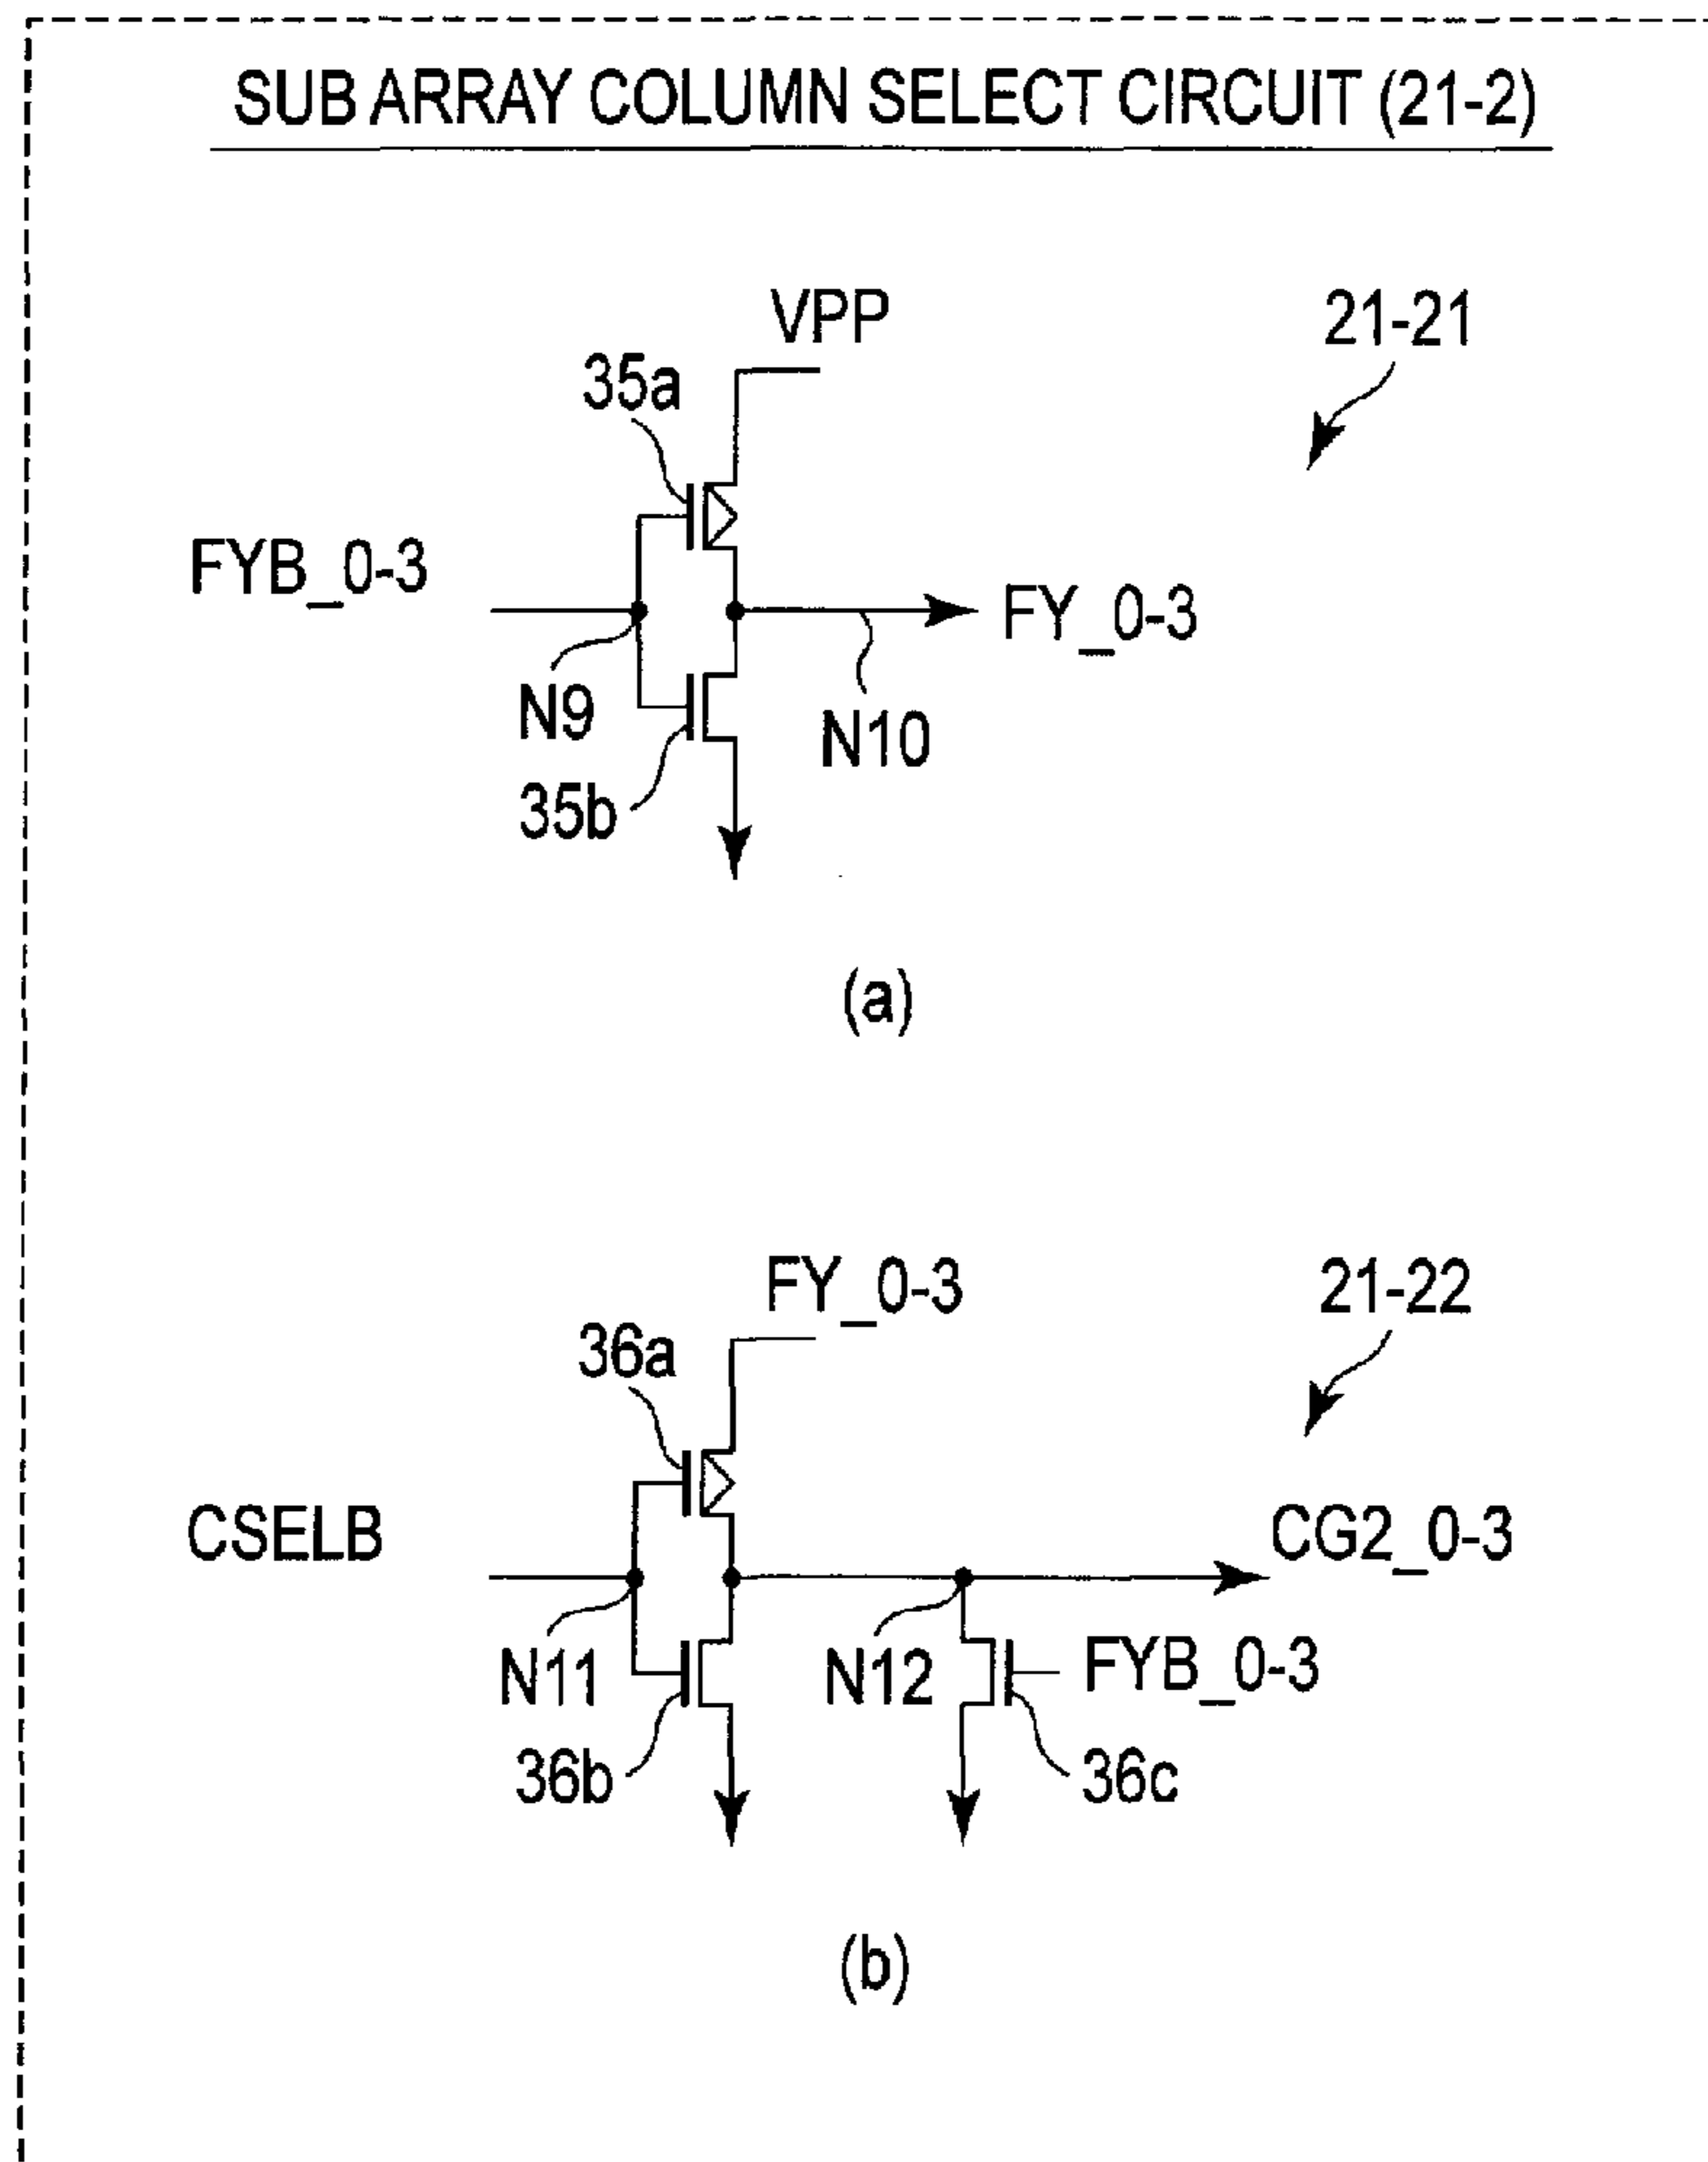 SUB ARRAY COLUMN SELECT CIRCUIT (21-2)
VPP
21-21
35a
FYB_0-3
FY_0-3
N9
N10
35b
(a)
FY_0-3
21-22
36a
CSELB
CG2_0-3
N11
N12
FYB_0-3
36b
36c
(b)